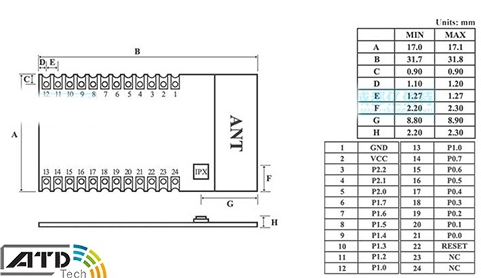 Units: mm
MIN MAX
A 17.0 17.1
B 31.7 31.8
C 0.90 0.90
D 1.10 1.20
E 1.27 1.27
F 2.20 2.30
G 8.80 8.90
H 2.20 2.30
B
D E
C
12 11 10 9 8 7 6 5 4 3 2 1
A
ANT
IPX
13 14 15 16 17 18 19 20 21 22 23 24
F
G
H
1 GND 13 P1.0
2 VCC 14 P0.7
3 P2.2 15 P0.6
4 P2.1 16 P0.5
5 P2.0 17 P0.4
6 P1.7 18 P0.3
7 P1.6 19 P0.2
8 P1.5 20 P0.1
9 P1.4 21 P0.0
10 P1.3 22 RESET
11 P1.2 23 NC
12 P1.0 24 NC
ATD
Tech